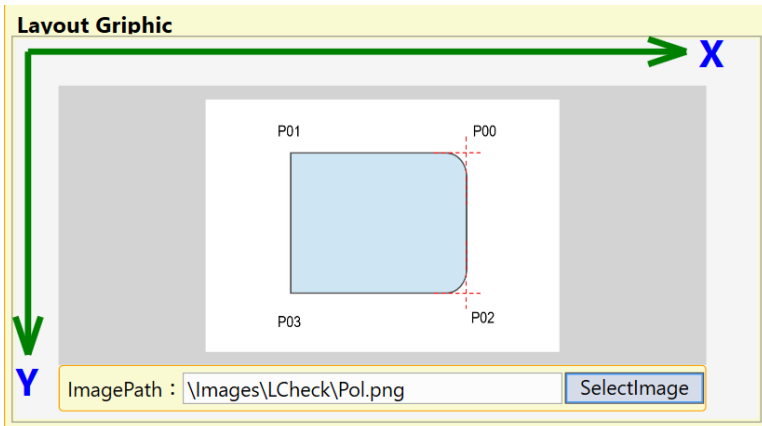 Layout Griphic
X
P01
P00
P03
P02
Y
ImagePath : \Images\LCheck\Pol.png
SelectImage